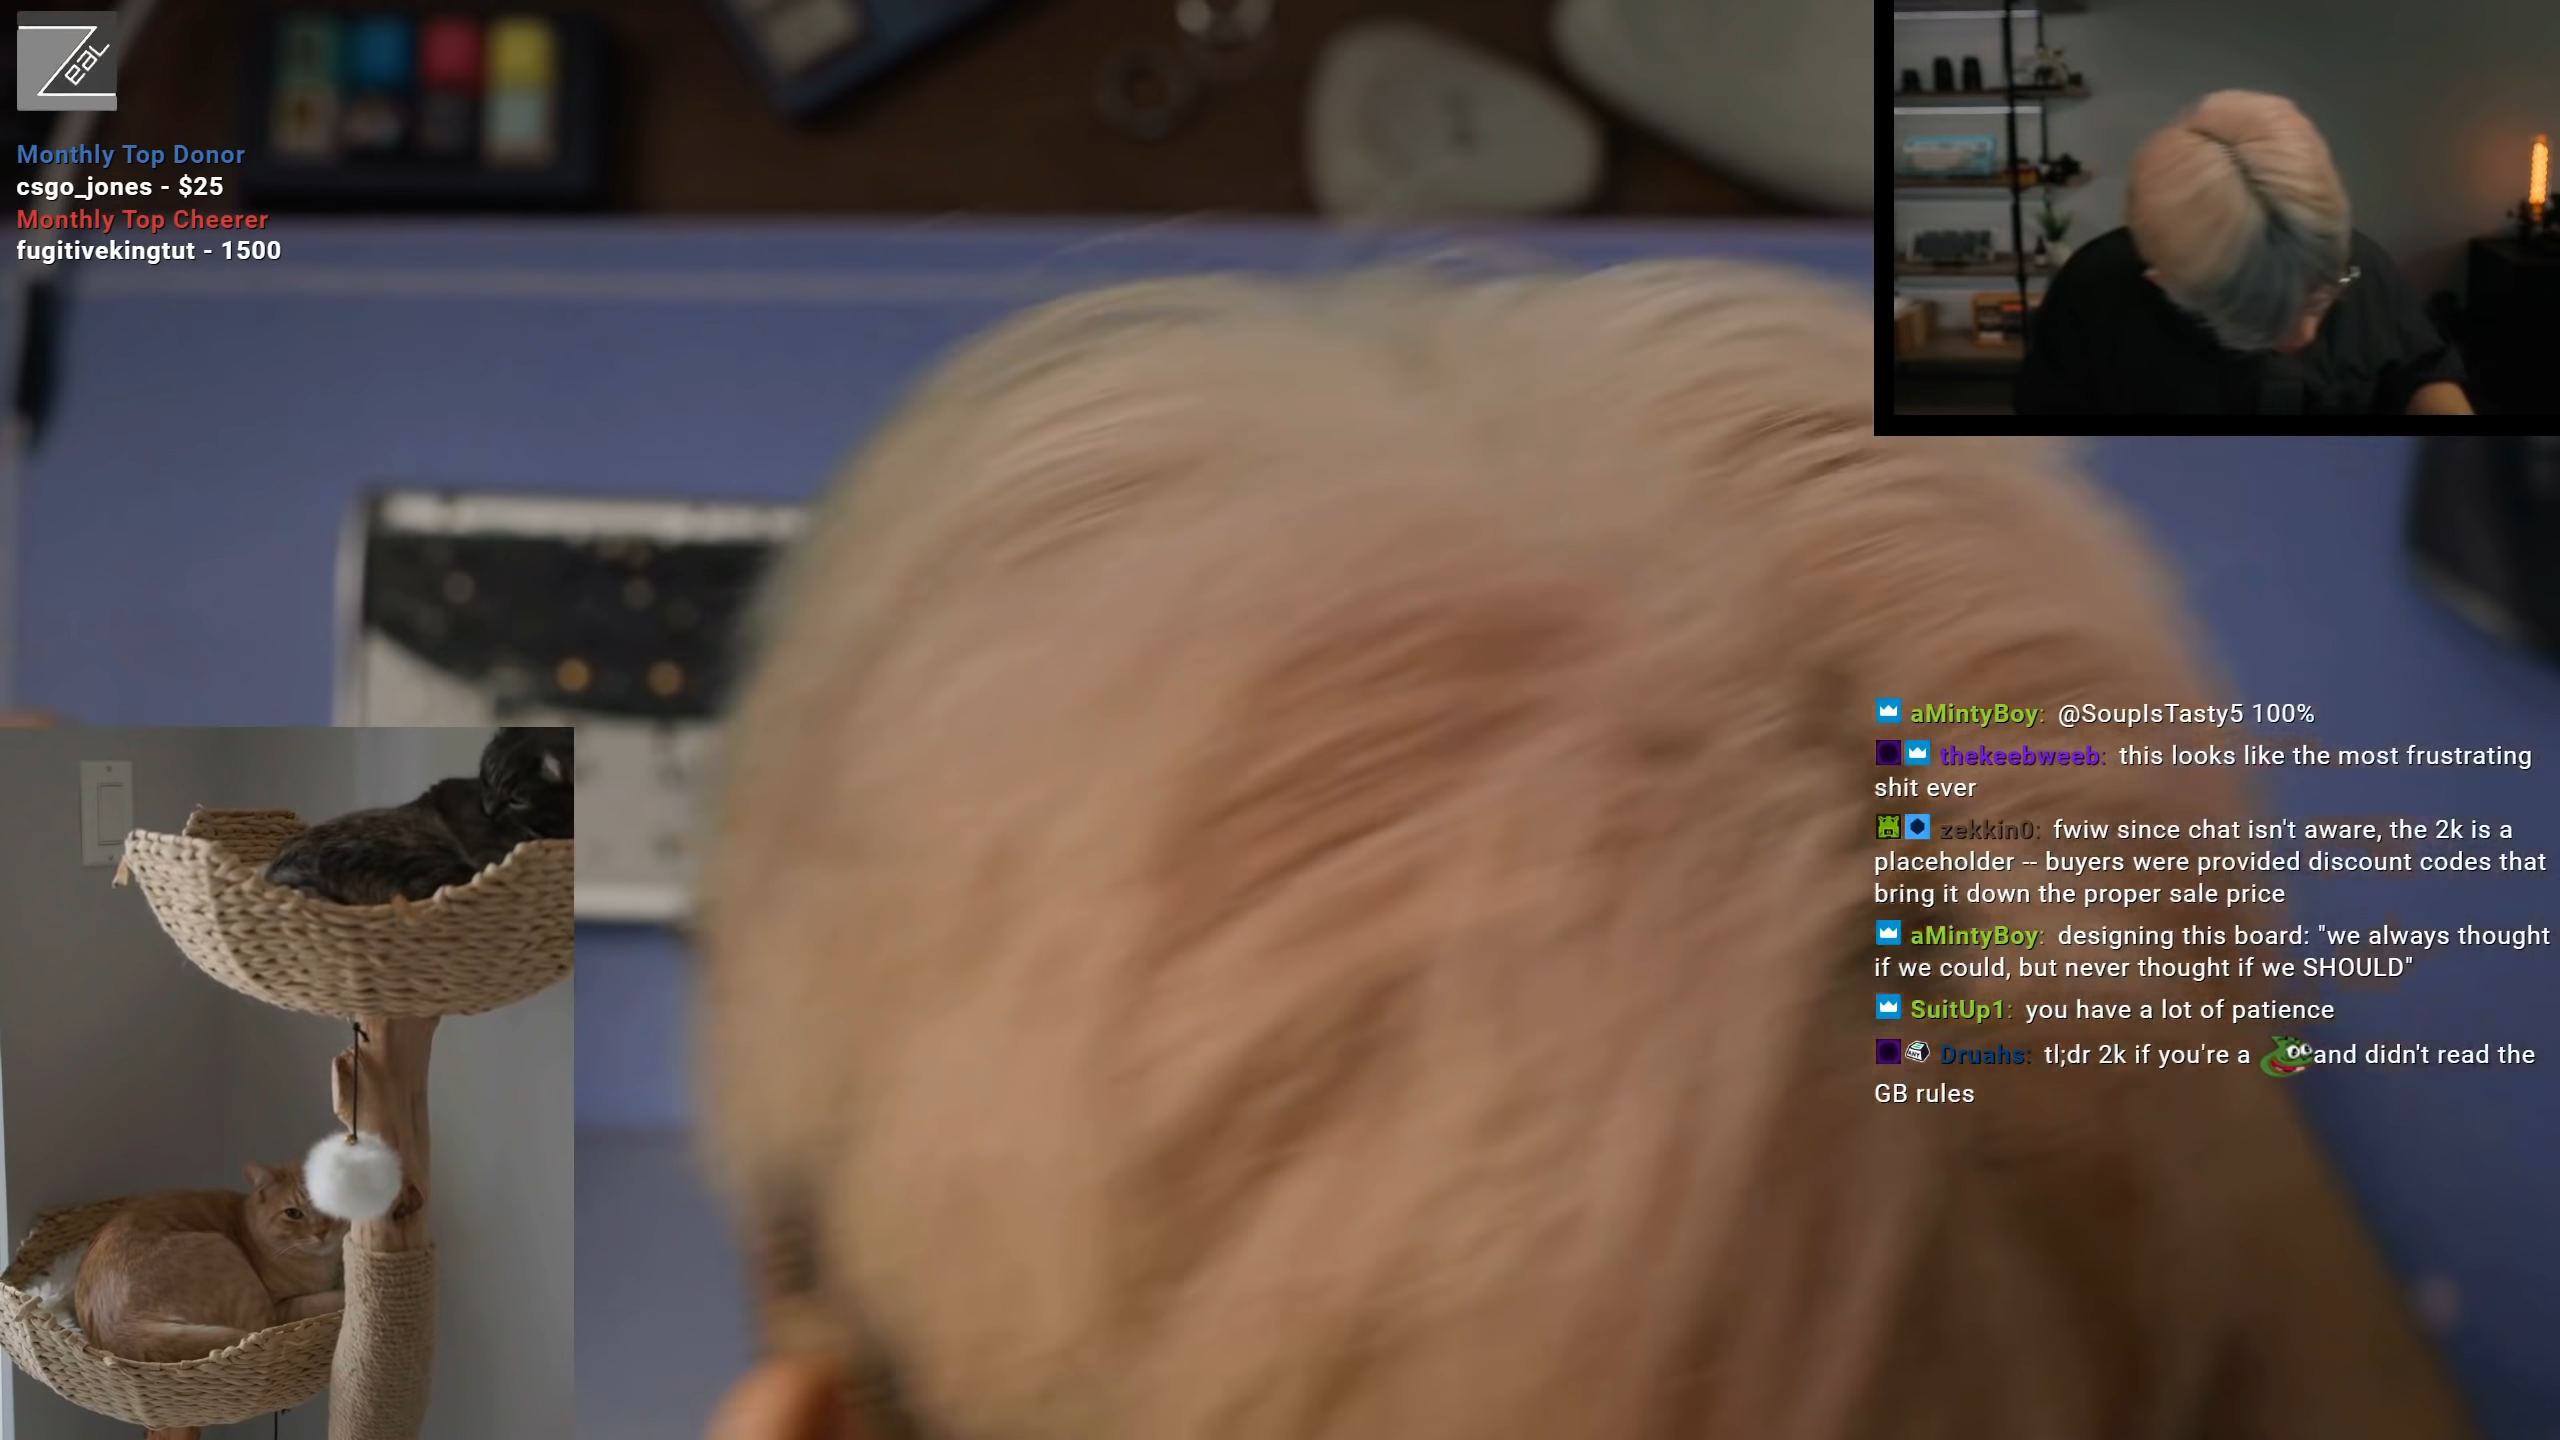 Zeal
Monthly Top Donor
csgo_jones - $25
Monthly Top Cheerer
fugitivekingtut - 1500
aMintyBoy: @SoupIsTasty5 100%
thekeebweeb: this looks like the most frustrating
shit ever
zekkin0: fwiw since chat isn't aware, the 2k is a
placeholder -- buyers were provided discount codes that
bring it down the proper sale price
aMintyBoy: designing this board: "we always thought
if we could, but never thought if we SHOULD"
SuitUp1: you have a lot of patience
Druahs: tl;dr 2k if you're a and didn't read the
GB rules